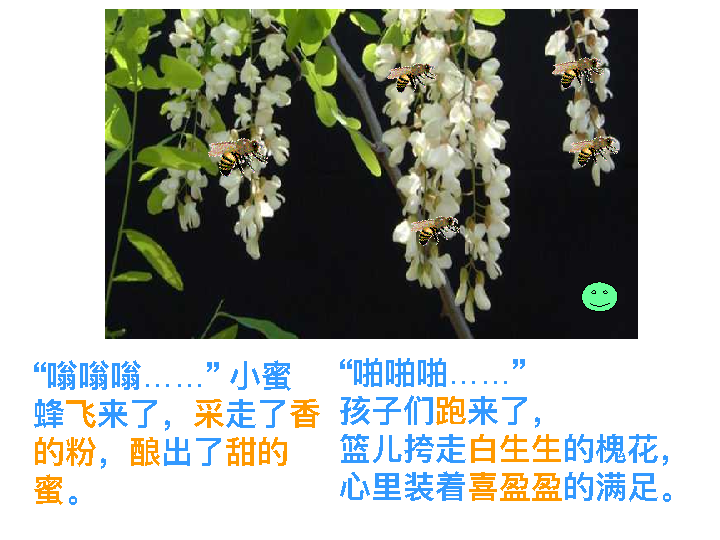 “嗡嗡嗡……” 小蜜
蜂飞来了，采走了香
的粉，酿出了甜的
蜜。
“啪啪啪……”
孩子们跑来了，
篮儿挎走白生生的槐花，
心里装着喜盈盈的满足。